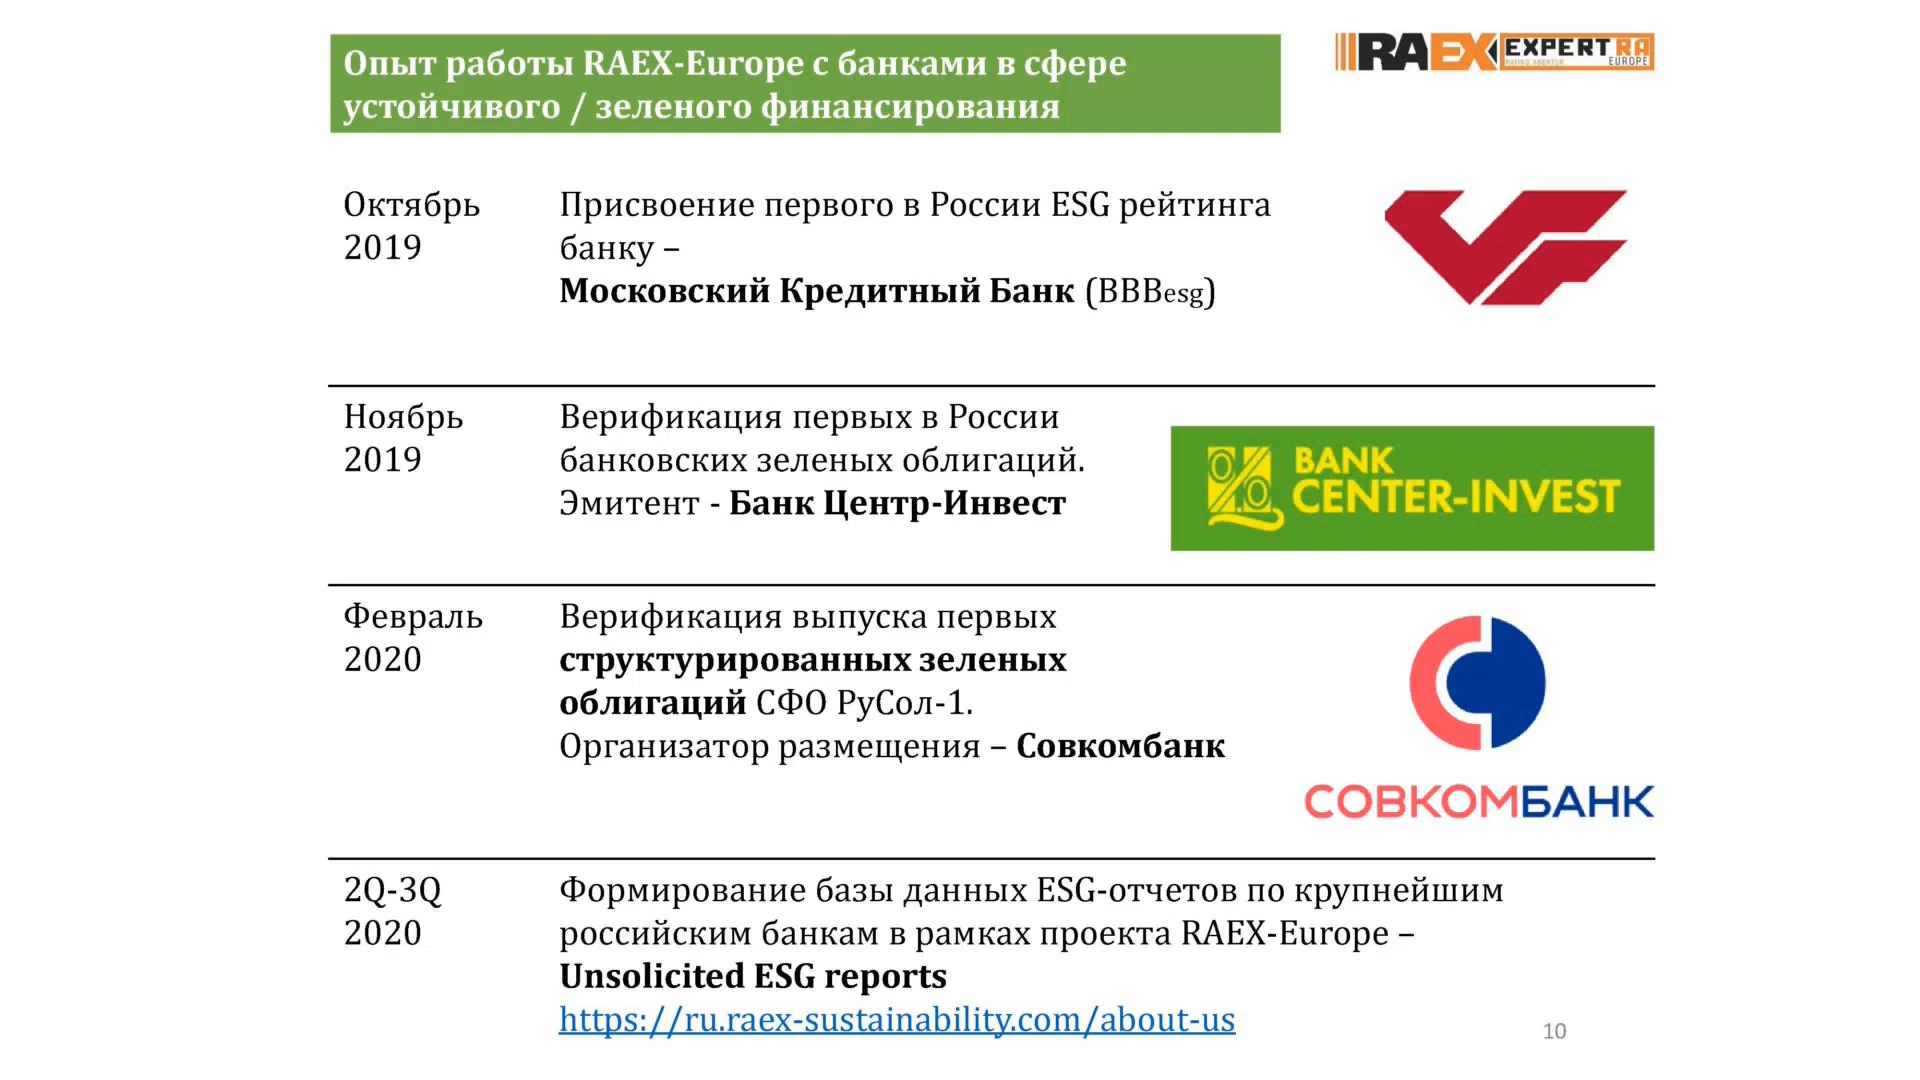 Опыт работы RAEX-Europe с банками в сфере
устойчивого / зеленого финансирования
RAEX EXPERT RA
RATING AGENTUR EUROPE
Октябрь
2019
Присвоение первого в России ESG рейтинга
банку –
Московский Кредитный Банк (BBBesg)
Ноябрь
2019
Верификация первых в России
банковских зеленых облигаций.
Эмитент - Банк Центр-Инвест
BANK
CENTER-INVEST
Февраль
2020
Верификация выпуска первых
структурированных зеленых
облигаций СФО РуСол-1.
Организатор размещения – Совкомбанк
СОВКОМБАНК
2Q-3Q
2020
Формирование базы данных ESG-отчетов по крупнейшим
российским банкам в рамках проекта RAEX-Europe –
Unsolicited ESG reports
https://ru.raex-sustainability.com/about-us
10